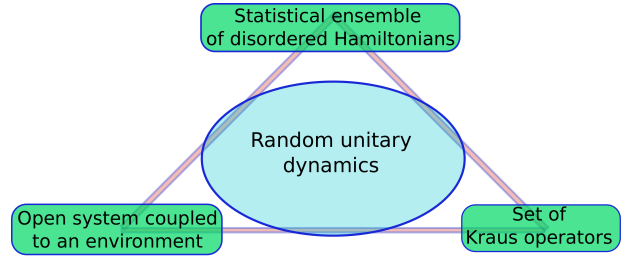 Statistical ensemble
of disordered Hamiltonians
Random unitary
dynamics
Open system coupled
to an environment
Set of
Kraus operators